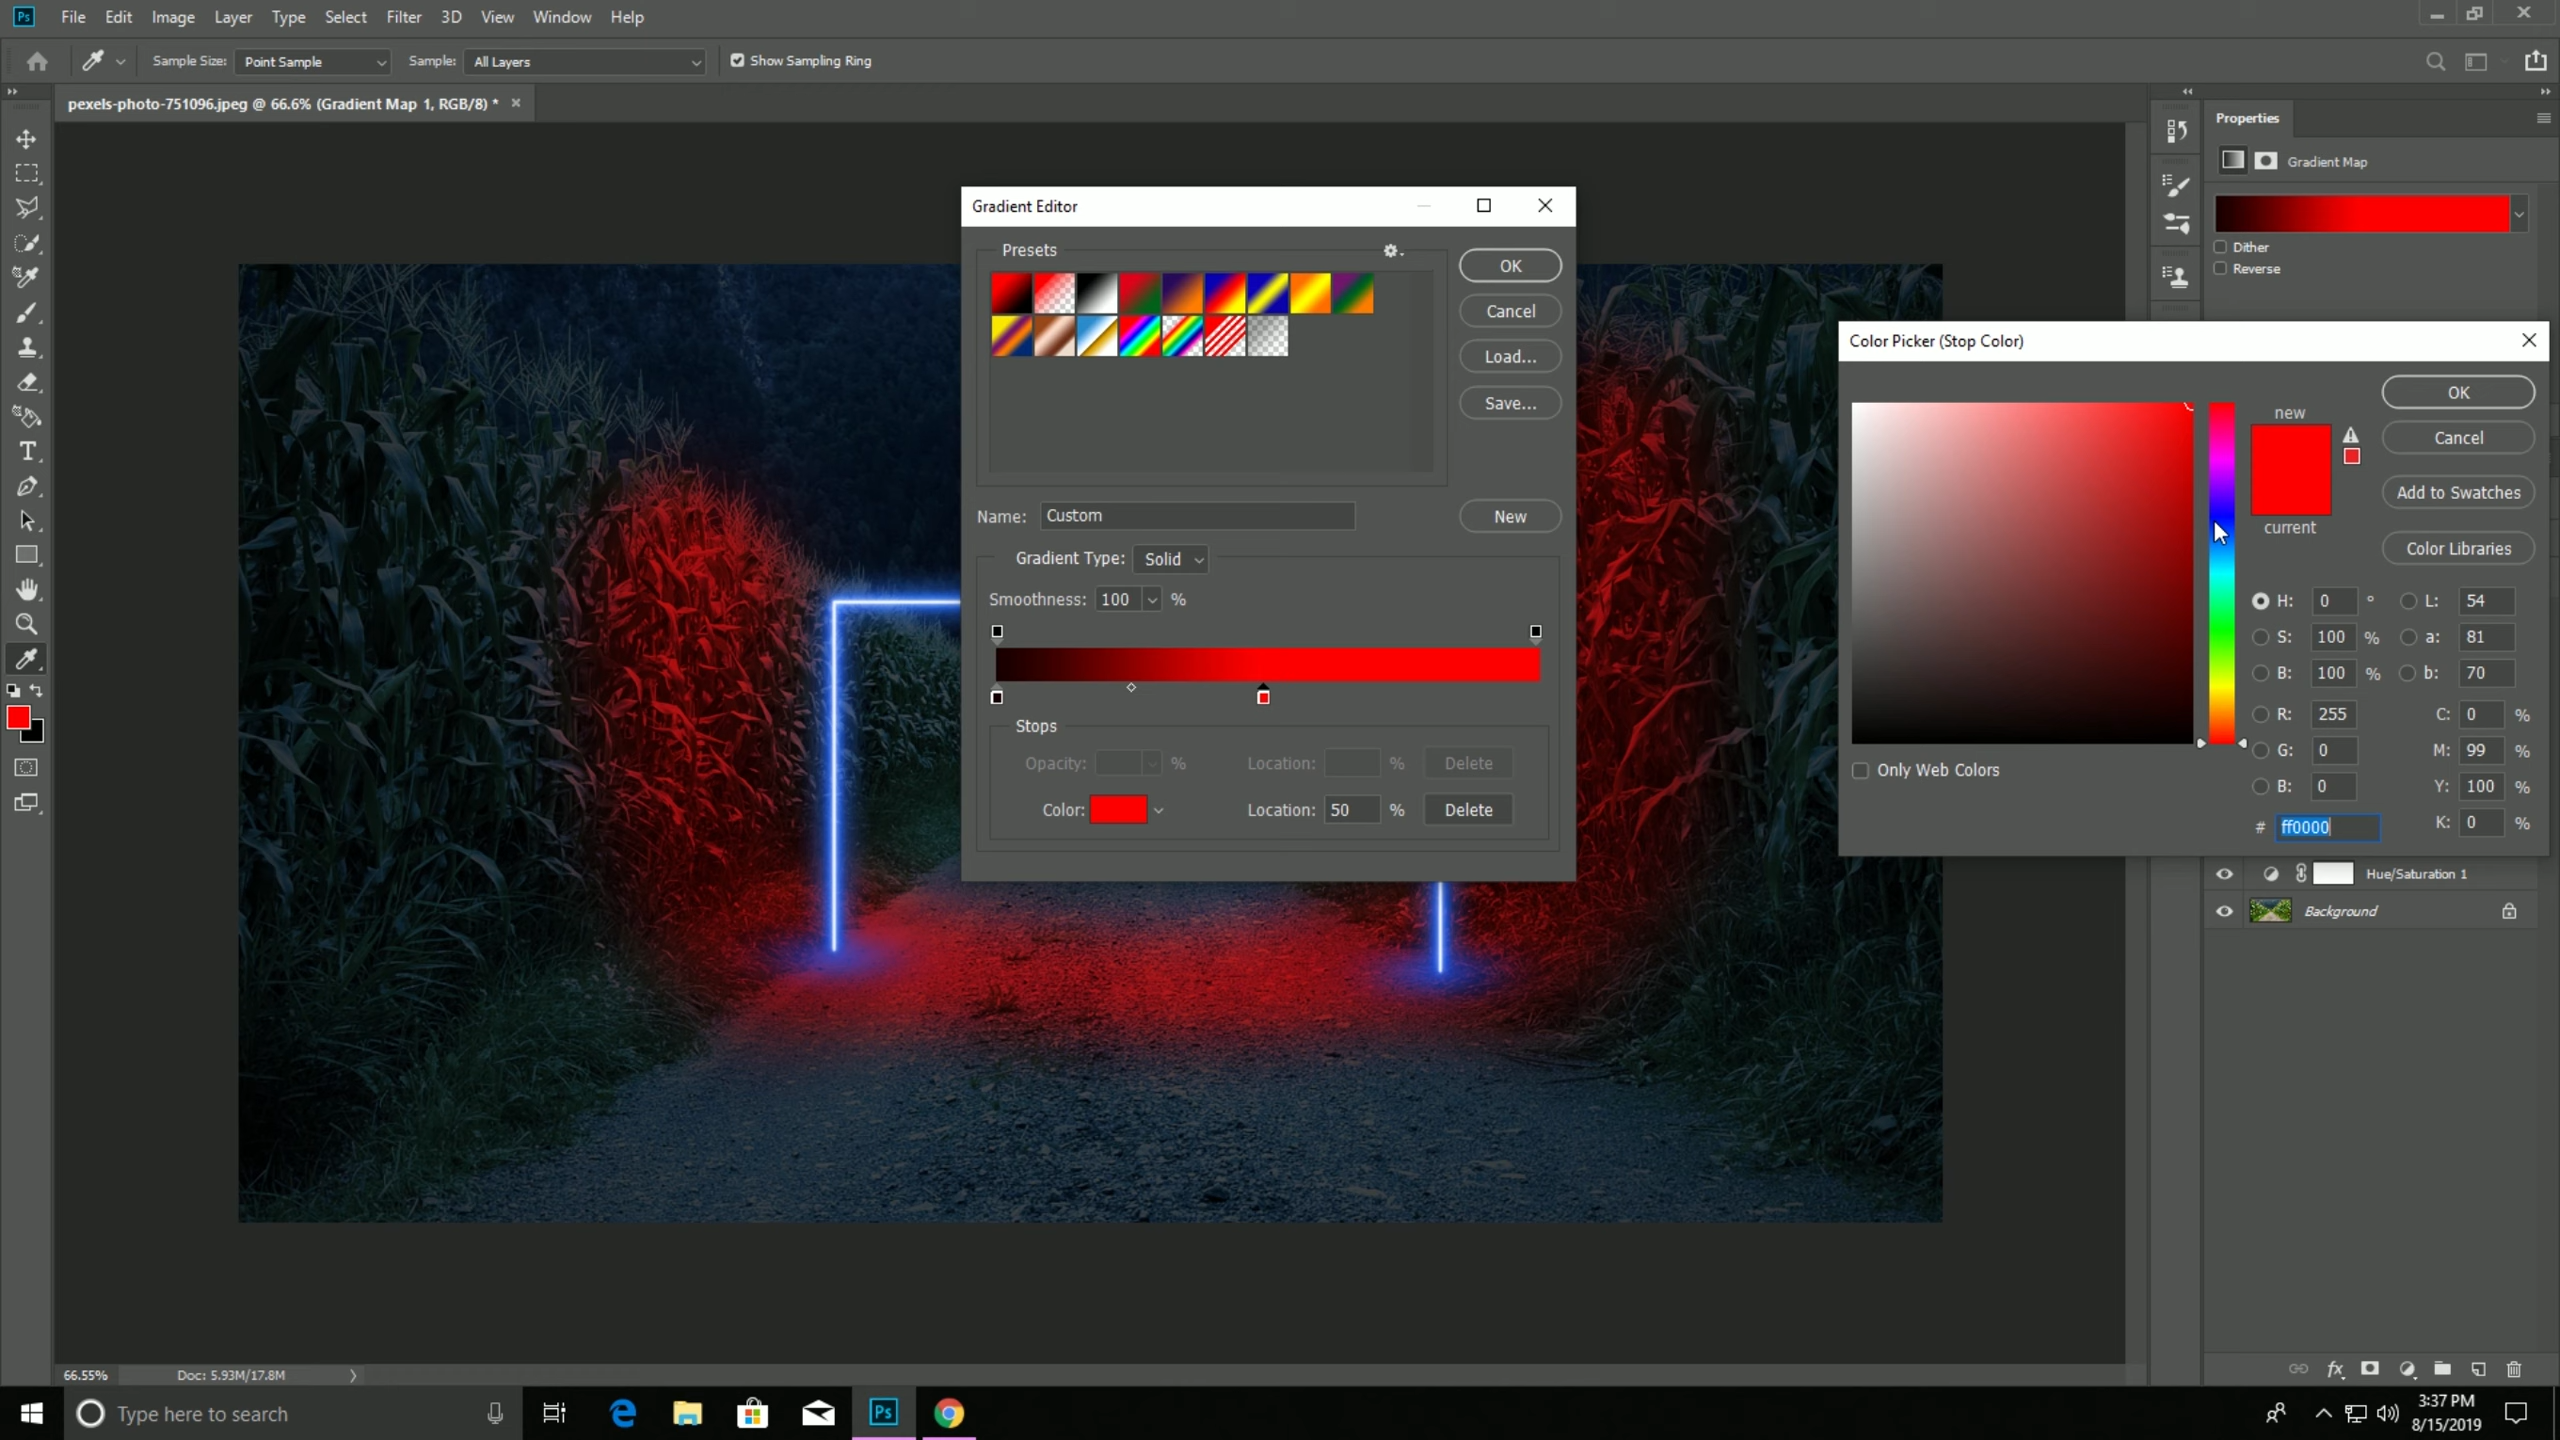 Ps File Edit Image Layer Type Select Filter 3D View Window Help
Sample Size: Point Sample Sample: All Layers Show Sampling Ring
pexels-photo-751096.jpeg @ 66.6% (Gradient Map 1, RGB/8) *
Properties
Gradient Map
Dither
Reverse
Gradient Editor
Presets
OK
Cancel
Load...
Save...
Name: Custom
New
Gradient Type: Solid
Smoothness: 100 %
Stops
Opacity: % Location: % Delete
Color: Location: 50 % Delete
Color Picker (Stop Color)
new
current
OK
Cancel
Add to Swatches
Color Libraries
H: 0 ° L: 54
S: 100 % a: 81
B: 100 % b: 70
R: 255 C: 0 %
G: 0 M: 99 %
B: 0 Y: 100 %
# ff0000 K: 0 %
Only Web Colors
Hue/Saturation 1
Background
fx
66.55% Doc: 5.93M/17.8M
Type here to search
Ps
3:37 PM
8/15/2019